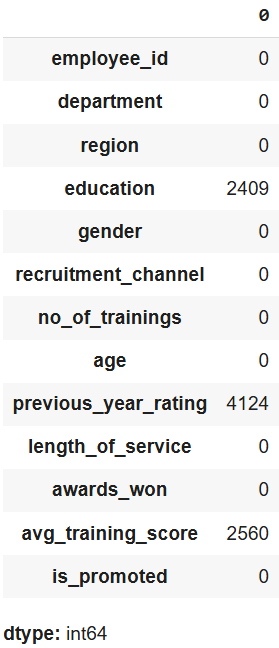 0
employee_id 0
department 0
region 0
education 2409
gender 0
recruitment_channel 0
no_of_trainings 0
age 0
previous_year_rating 4124
length_of_service 0
awards_won 0
avg_training_score 2560
is_promoted 0
dtype: int64